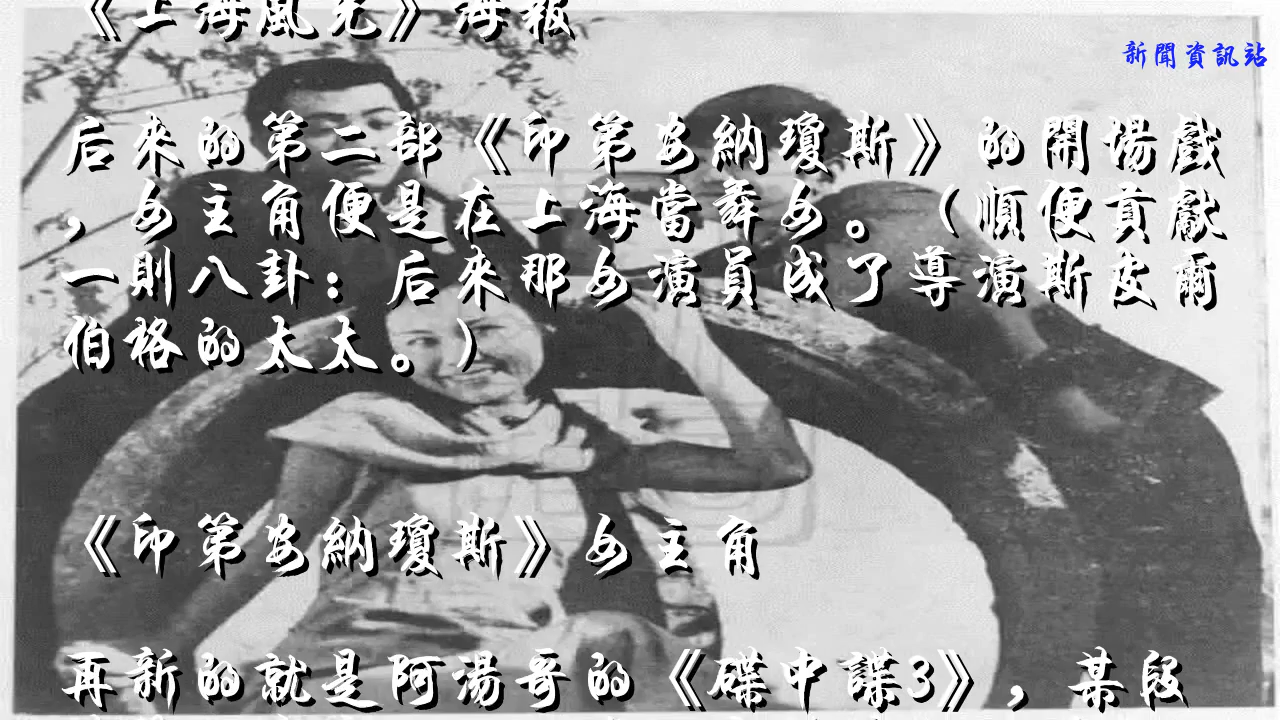 《上海風光》海報
新聞資訊站
后來的第二部《印第安納瓊斯》的開場戲
，女主角便是在上海當舞女。（順便貢獻
一則八卦：后來那女演員成了導演斯皮爾
伯格的太太。）
《印第安納瓊斯》女主角
再新的就是阿湯哥的《碟中諜3》，某段